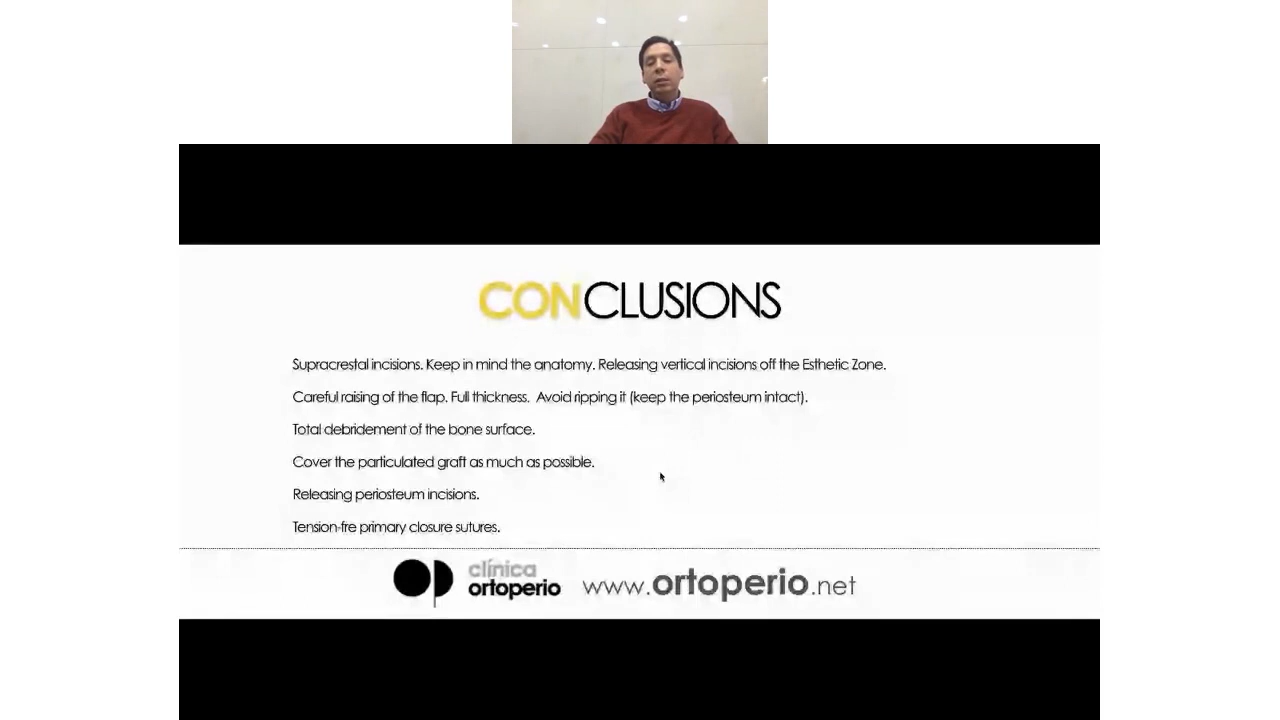 CONCLUSIONS
Supracrestal incisions. Keep in mind the anatomy. Releasing vertical incisions off the Esthetic Zone.
Careful raising of the flap. Full thickness. Avoid ripping it (keep the periosteum intact).
Total debridement of the bone surface.
Cover the particulated graft as much as possible.
Releasing periosteum incisions.
Tension-fre primary closure sutures.
clínica
ortoperio
www.ortoperio.net